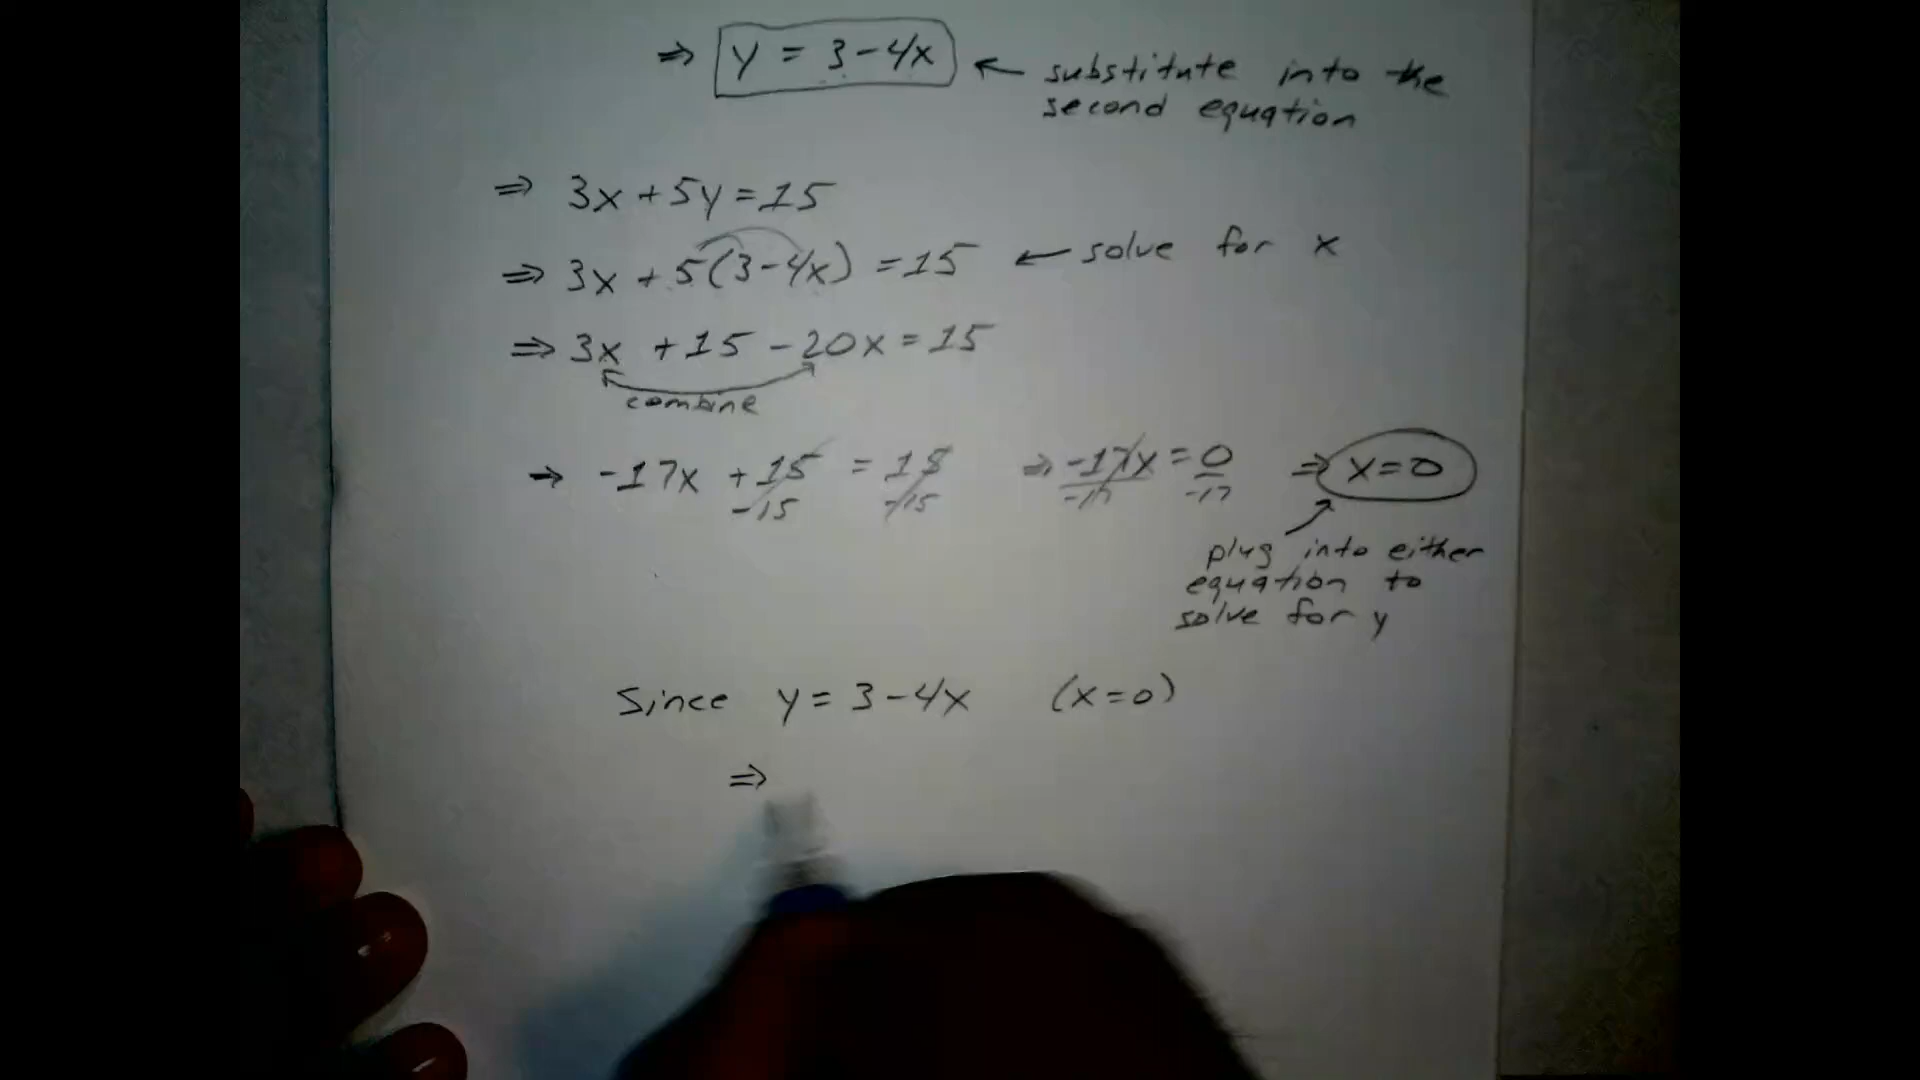 ⇒ y = 3 - 4x ← substitute into the
second equation
⇒ 3x + 5y = 15
⇒ 3x + 5(3 - 4x) = 15 ← solve for x
⇒ 3x + 15 - 20x = 15
combine
→ -17x + 15 = 15 ⇒ -17x = 0 ⇒ x = 0
-15 -15 -17 -17
plug into either
equation to
solve for y
Since y = 3 - 4x (x = 0)
⇒